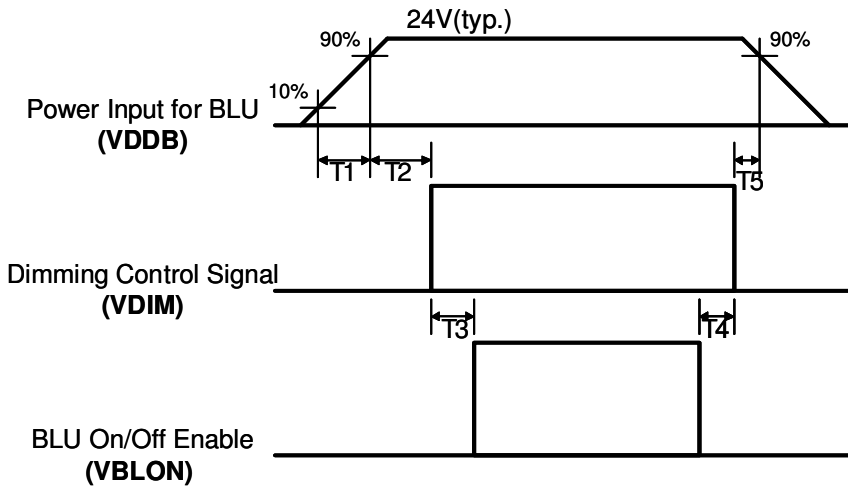 24V(typ.)
90%
90%
10%
Power Input for BLU
(VDDB)
T1
T2
T5
Dimming Control Signal
(VDIM)
T3
T4
BLU On/Off Enable
(VBLON)